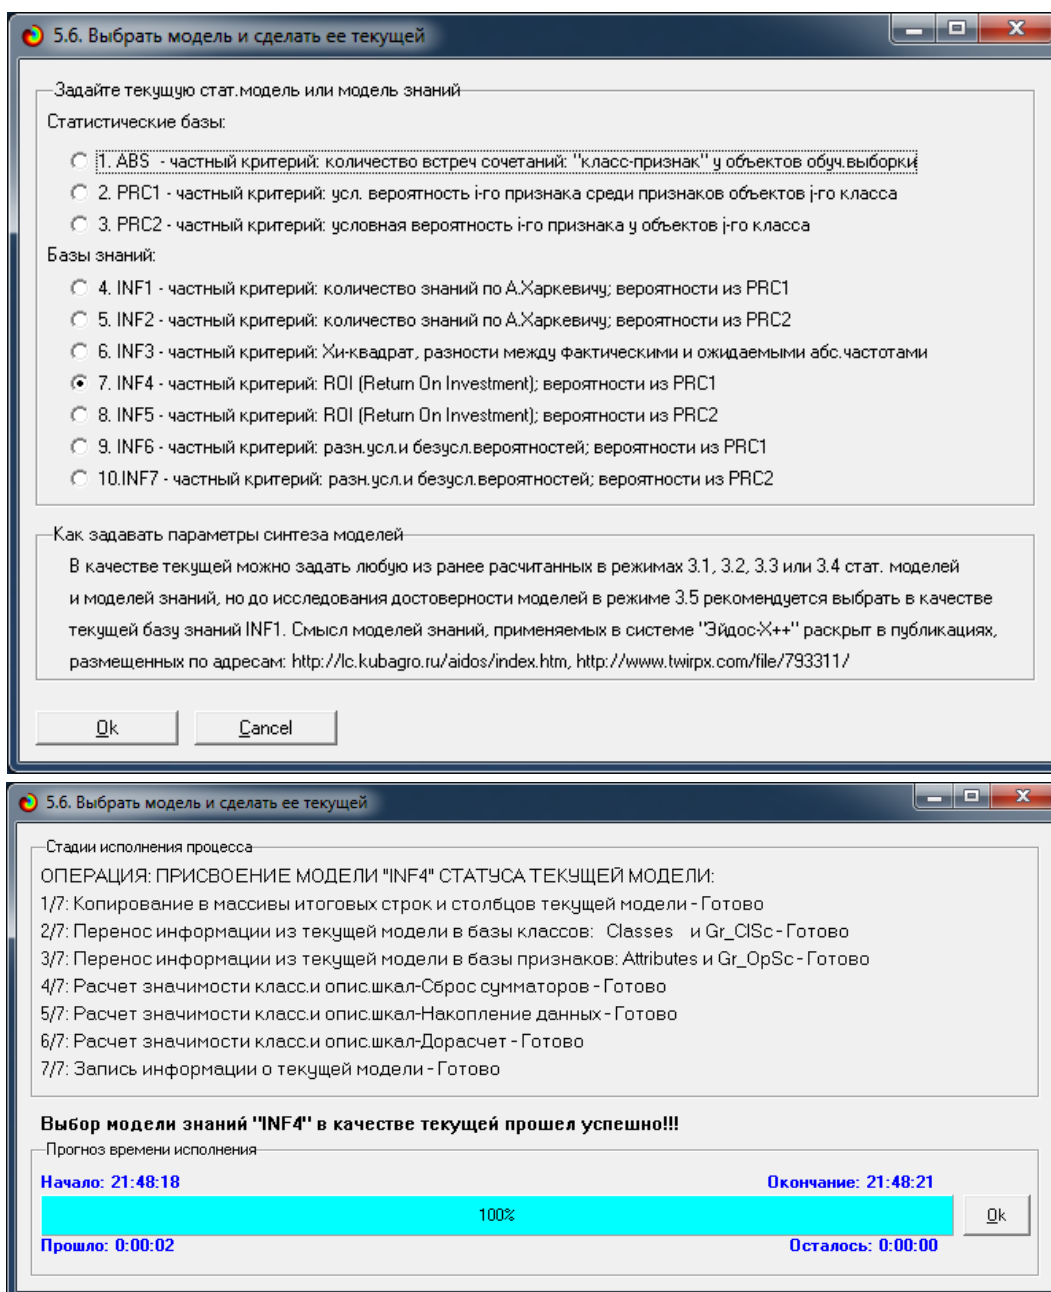 5.6. Выбрать модель и сделать ее текущей
Задайте текущую стат.модель или модель знаний
Статистические базы:
1. ABS - частный критерий: количество встреч сочетаний: "класс-признак" у объектов обуч.выборки
2. PRC1 - частный критерий: усл. вероятность i-го признака среди признаков объектов j-го класса
3. PRC2 - частный критерий: условная вероятность i-го признака у объектов j-го класса
Базы знаний:
4. INF1 - частный критерий: количество знаний по А.Харкевичу; вероятности из PRC1
5. INF2 - частный критерий: количество знаний по А.Харкевичу; вероятности из PRC2
6. INF3 - частный критерий: Хи-квадрат, разности между фактическими и ожидаемыми абс.частотами
7. INF4 - частный критерий: ROI (Return On Investment); вероятности из PRC1
8. INF5 - частный критерий: ROI (Return On Investment); вероятности из PRC2
9. INF6 - частный критерий: разн.усл.и безусл.вероятностей; вероятности из PRC1
10.INF7 - частный критерий: разн.усл.и безусл.вероятностей; вероятности из PRC2
Как задавать параметры синтеза моделей
В качестве текущей можно задать любую из ранее расчитанных в режимах 3.1, 3.2, 3.3 или 3.4 стат. моделей
и моделей знаний, но до исследования достоверности моделей в режиме 3.5 рекомендуется выбрать в качестве
текущей базу знаний INF1. Смысл моделей знаний, применяемых в системе "Эйдос-X++" раскрыт в публикациях,
размещенных по адресам: http://lc.kubagro.ru/aidos/index.htm, http://www.twirpx.com/file/793311/
Ok Cancel
5.6. Выбрать модель и сделать ее текущей
Стадии исполнения процесса
ОПЕРАЦИЯ: ПРИСВОЕНИЕ МОДЕЛИ "INF4" СТАТУСА ТЕКУЩЕЙ МОДЕЛИ:
1/7: Копирование в массивы итоговых строк и столбцов текущей модели - Готово
2/7: Перенос информации из текущей модели в базы классов: Classes и Gr_ClSc - Готово
3/7: Перенос информации из текущей модели в базы признаков: Attributes и Gr_OpSc - Готово
4/7: Расчет значимости класс.и опис.шкал-Сброс сумматоров - Готово
5/7: Расчет значимости класс.и опис.шкал-Накопление данных - Готово
6/7: Расчет значимости класс.и опис.шкал-Дорасчет - Готово
7/7: Запись информации о текущей модели - Готово
Выбор модели знаний "INF4" в качестве текущей прошел успешно!!!
Прогноз времени исполнения
Начало: 21:48:18 Окончание: 21:48:21
100% Ok
Прошло: 0:00:02 Осталось: 0:00:00